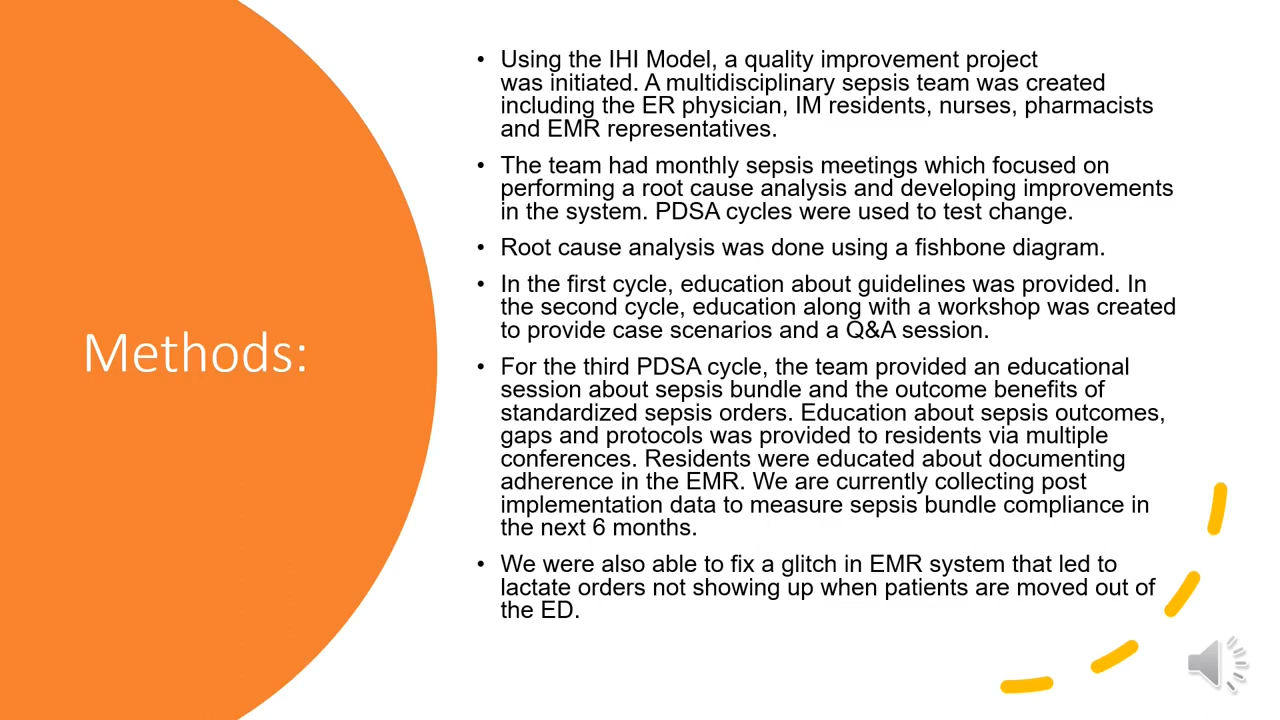 Methods:
• Using the IHI Model, a quality improvement project
was initiated. A multidisciplinary sepsis team was created
including the ER physician, IM residents, nurses, pharmacists
and EMR representatives.
• The team had monthly sepsis meetings which focused on
performing a root cause analysis and developing improvements
in the system. PDSA cycles were used to test change.
• Root cause analysis was done using a fishbone diagram.
• In the first cycle, education about guidelines was provided. In
the second cycle, education along with a workshop was created
to provide case scenarios and a Q&A session.
• For the third PDSA cycle, the team provided an educational
session about sepsis bundle and the outcome benefits of
standardized sepsis orders. Education about sepsis outcomes,
gaps and protocols was provided to residents via multiple
conferences. Residents were educated about documenting
adherence in the EMR. We are currently collecting post
implementation data to measure sepsis bundle compliance in
the next 6 months.
• We were also able to fix a glitch in EMR system that led to
lactate orders not showing up when patients are moved out of
the ED.